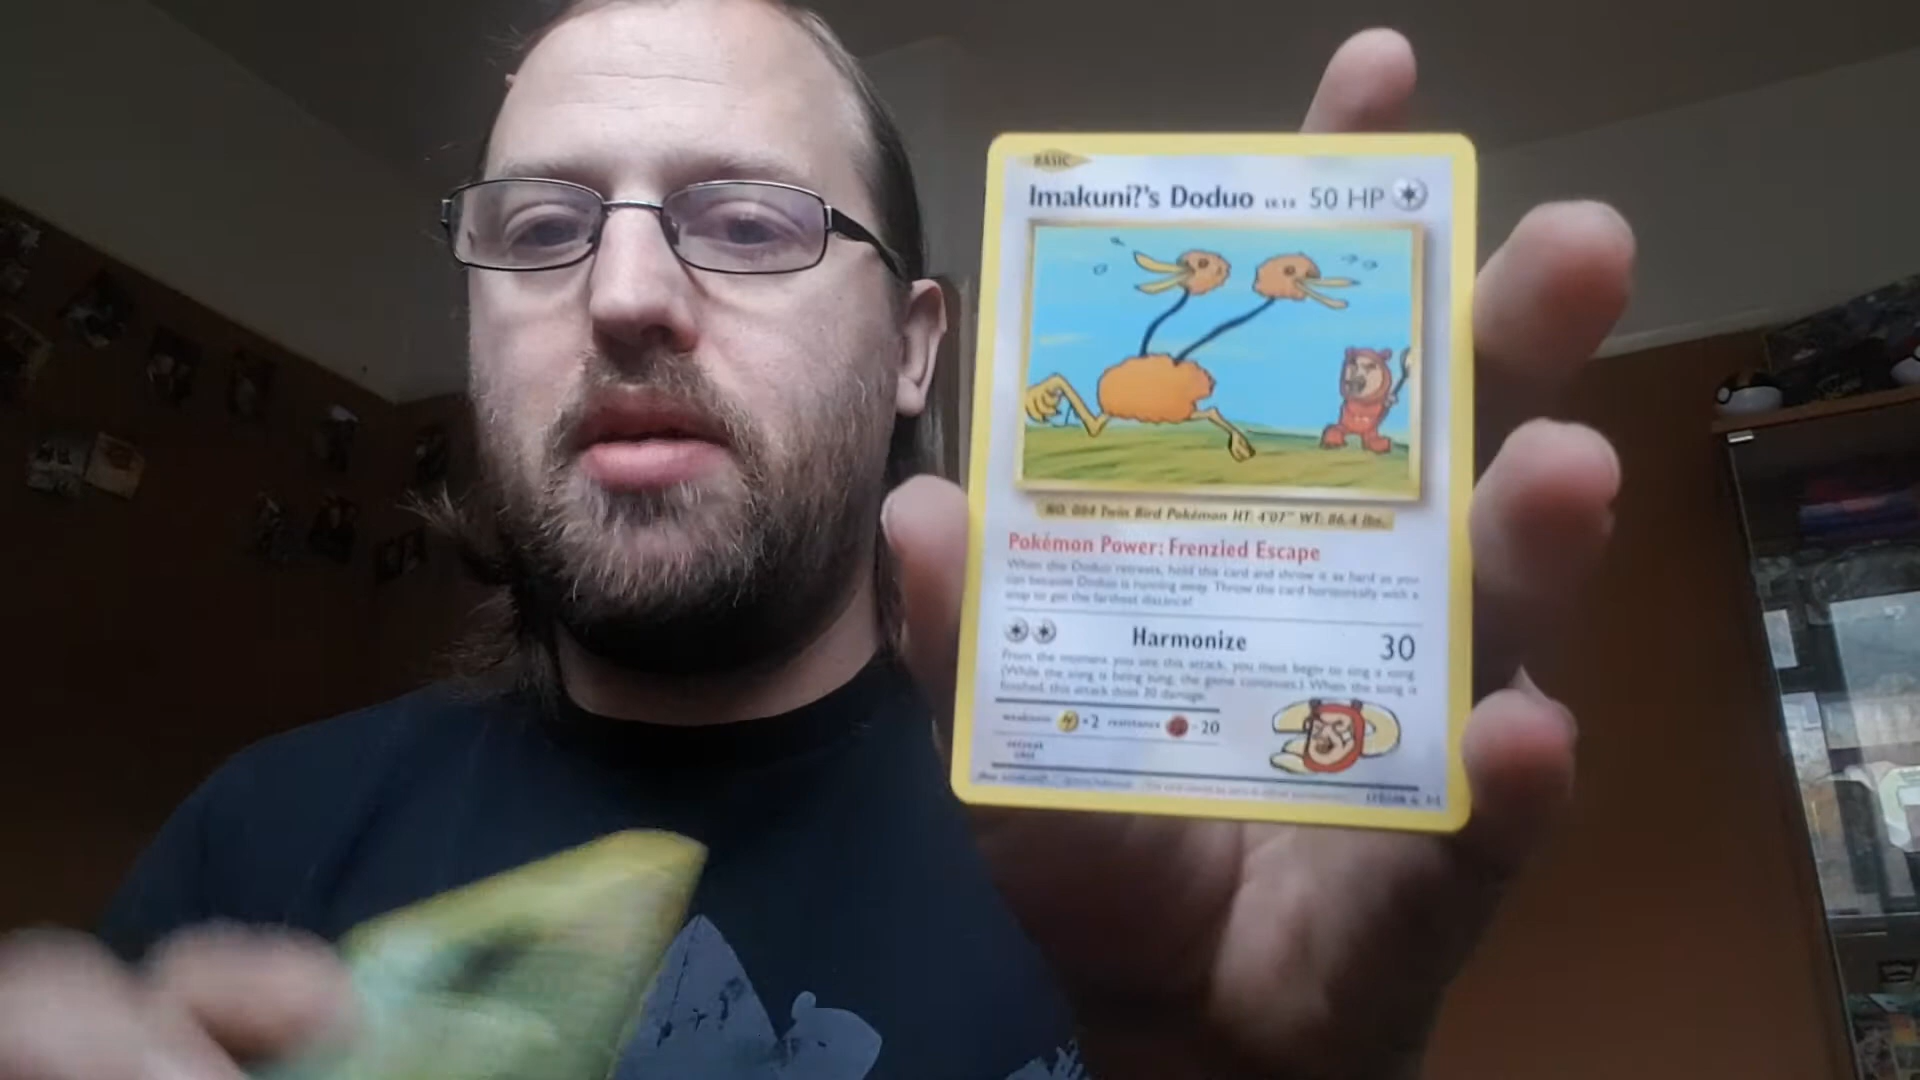 BASIC
Imakuni?'s Doduo LV.10 50 HP
NO. 084 Twin Bird Pokémon HT: 4'07" WT: 86.4 lbs.
Pokémon Power: Frenzied Escape
When this Doduo retreats, hold this card and throw it as hard as you
can because Doduo is running away. Throw the card horizontally with a
snap to get the farthest distance!
Harmonize 30
From the moment you use this attack, you must begin to sing a song.
(While the song is being sung, the game continues.) When the song is
finished, this attack does 30 damage.
weakness ×2 resistance -20
retreat
cost